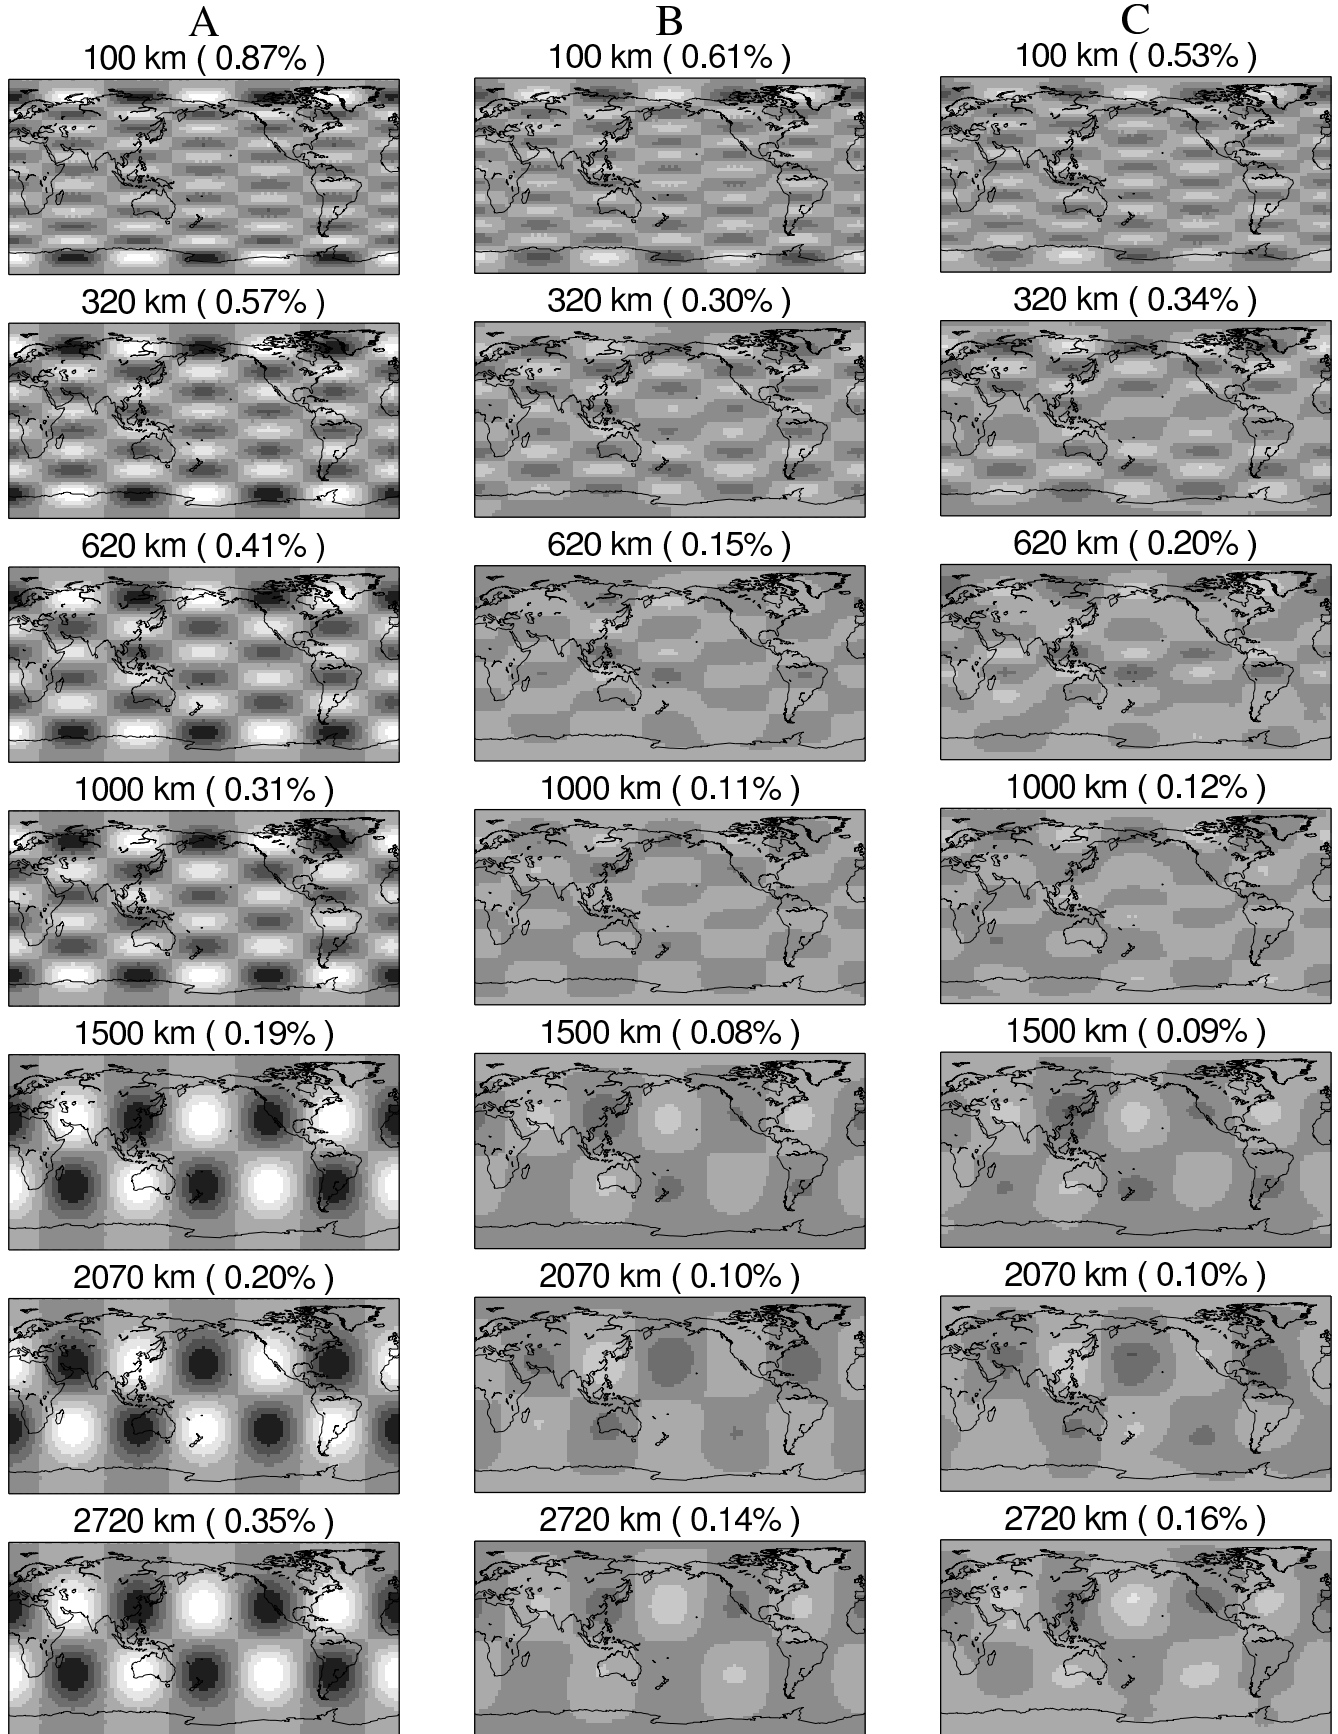 A B C
100 km ( 0.87% ) 100 km ( 0.61% ) 100 km ( 0.53% )
320 km ( 0.57% ) 320 km ( 0.30% ) 320 km ( 0.34% )
620 km ( 0.41% ) 620 km ( 0.15% ) 620 km ( 0.20% )
1000 km ( 0.31% ) 1000 km ( 0.11% ) 1000 km ( 0.12% )
1500 km ( 0.19% ) 1500 km ( 0.08% ) 1500 km ( 0.09% )
2070 km ( 0.20% ) 2070 km ( 0.10% ) 2070 km ( 0.10% )
2720 km ( 0.35% ) 2720 km ( 0.14% ) 2720 km ( 0.16% )